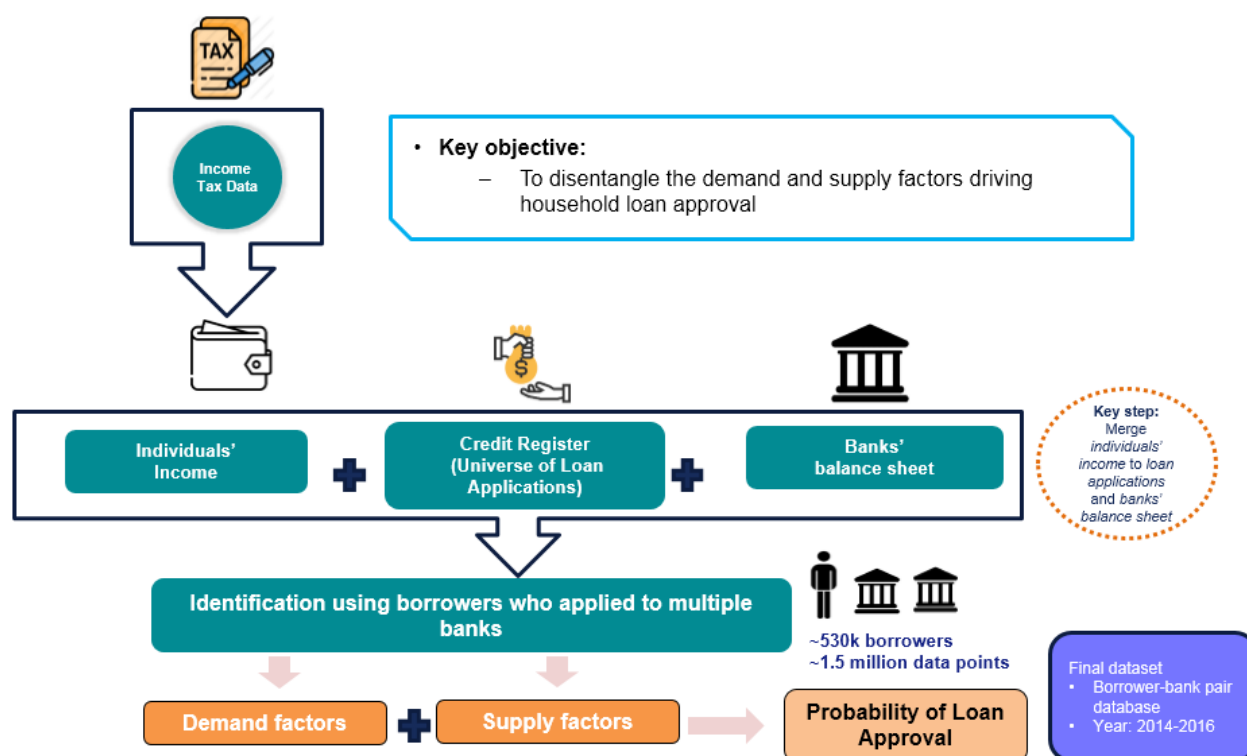 TAX
Income
Tax Data
• Key objective:
– To disentangle the demand and supply factors driving
household loan approval
$
Individuals'
Income
Credit Register
(Universe of Loan
Applications)
Banks'
balance sheet
Key step:
Merge
individuals'
income to loan
applications
and banks'
balance sheet
Identification using borrowers who applied to multiple
banks
~530k borrowers
~1.5 million data points
Demand factors
Supply factors
Probability of Loan
Approval
Final dataset
• Borrower-bank pair
database
• Year: 2014-2016